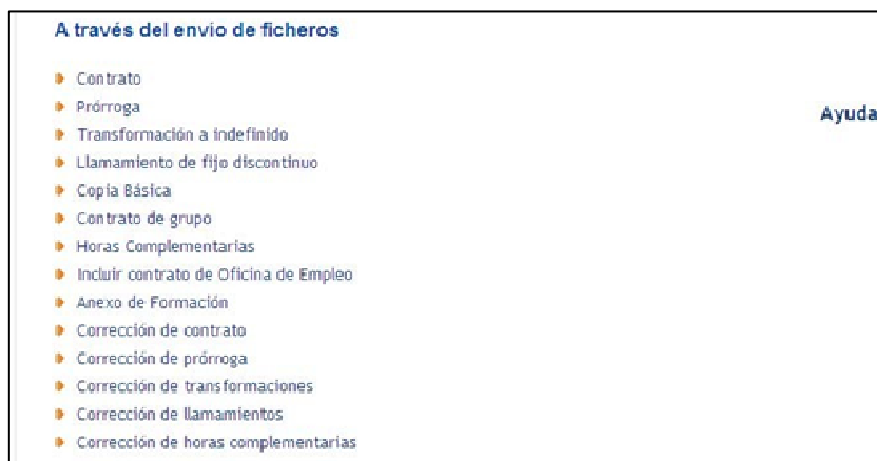 A través del envío de ficheros
Contrato
Prórroga
Ayuda
Transformación a indefinido
Llamamiento de fijo discontinuo
Copia Básica
Contrato de grupo
Horas Complementarias
Incluir contrato de Oficina de Empleo
Anexo de Formación
Corrección de contrato
Corrección de prórroga
Corrección de transformaciones
Corrección de llamamientos
Corrección de horas complementarias